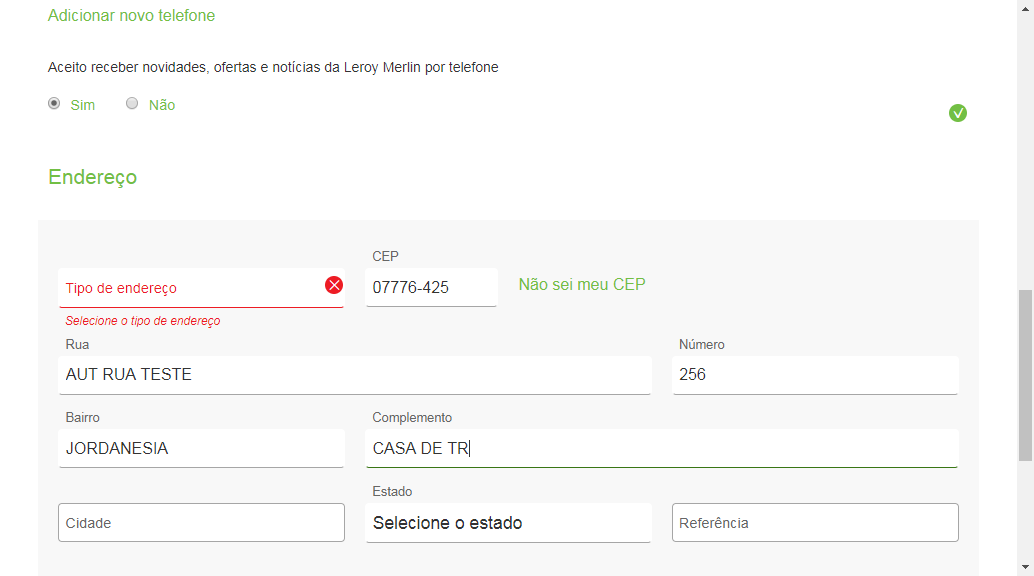 Adicionar novo telefone
Aceito receber novidades, ofertas e notícias da Leroy Merlin por telefone
Sim Não
Endereço
CEP
Tipo de endereço 07776-425 Não sei meu CEP
Selecione o tipo de endereço
Rua Número
AUT RUA TESTE 256
Bairro Complemento
JORDANESIA CASA DE TR
Estado
Cidade Selecione o estado Referência